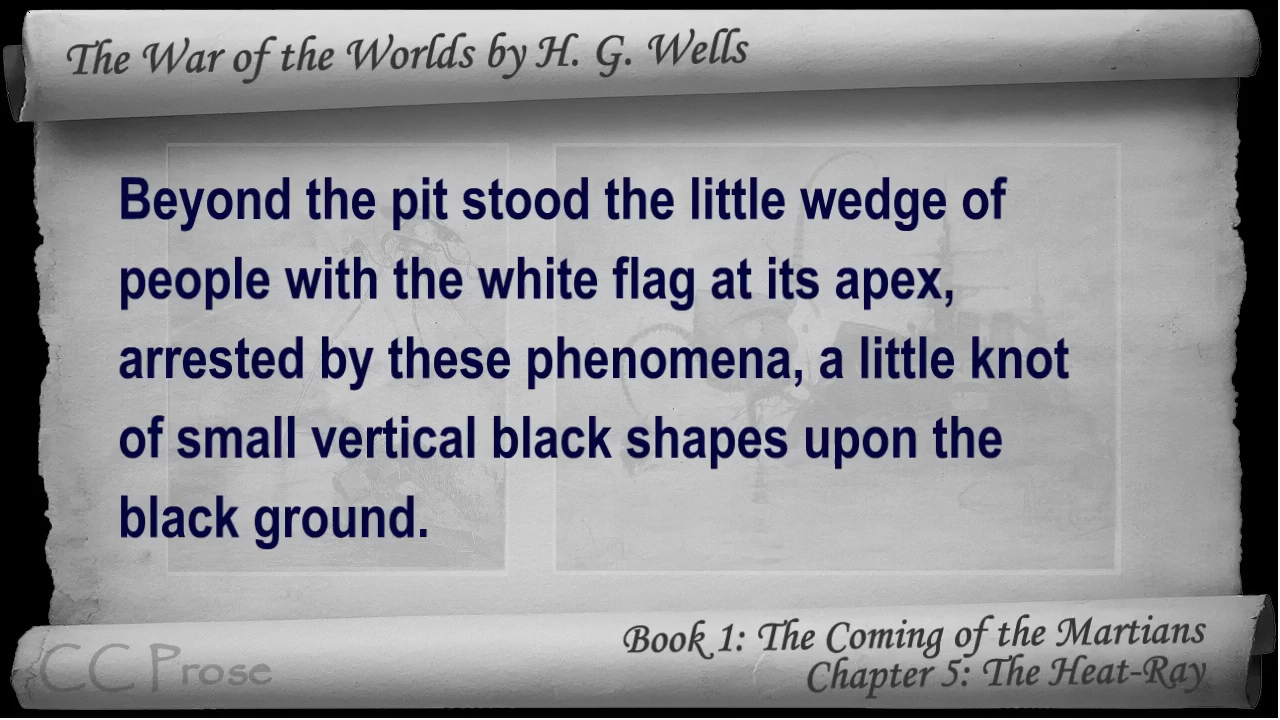 The War of the Worlds by H. G. Wells
Beyond the pit stood the little wedge of
people with the white flag at its apex,
arrested by these phenomena, a little knot
of small vertical black shapes upon the
black ground.
Book 1: The Coming of the Martians
Chapter 5: The Heat-Ray
CC Prose